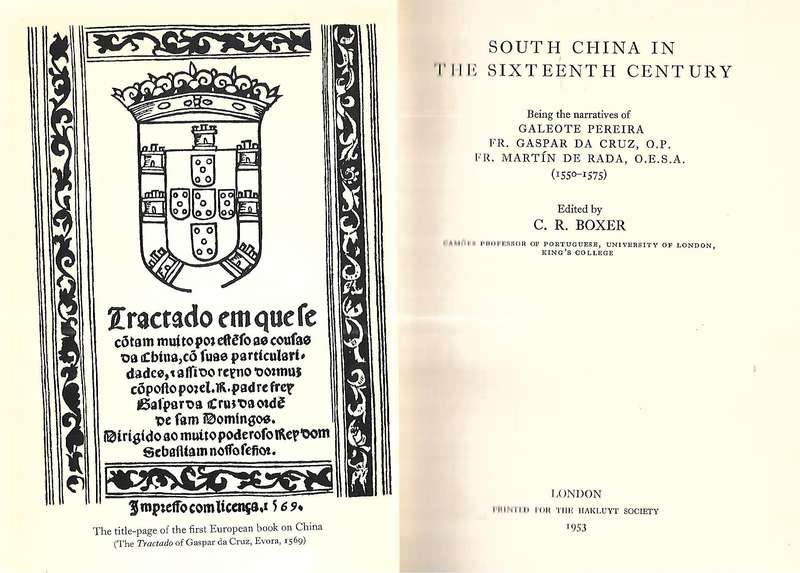 Tractado em que se
cõtam muito por estẽso as cousas
da China, cõ suas particulari-
dades, & assi do reyno dormuz
cõposto por el. R. padre frey
Gaspar da Cruz da ordẽ
de sam Domingos.
Dirigido ao muito poderoso Rey dom
Sebastiam nosso señor.
Impresso com licença, 1569.
The title-page of the first European book on China
(The Tractado of Gaspar da Cruz, Evora, 1569)
SOUTH CHINA IN
THE SIXTEENTH CENTURY
Being the narratives of
GALEOTE PEREIRA
FR. GASPAR DA CRUZ, O.P.
FR. MARTÍN DE RADA, O.E.S.A.
(1550–1575)
Edited by
C. R. BOXER
CAMÕES PROFESSOR OF PORTUGUESE, UNIVERSITY OF LONDON,
KING'S COLLEGE
LONDON
PRINTED FOR THE HAKLUYT SOCIETY
1953